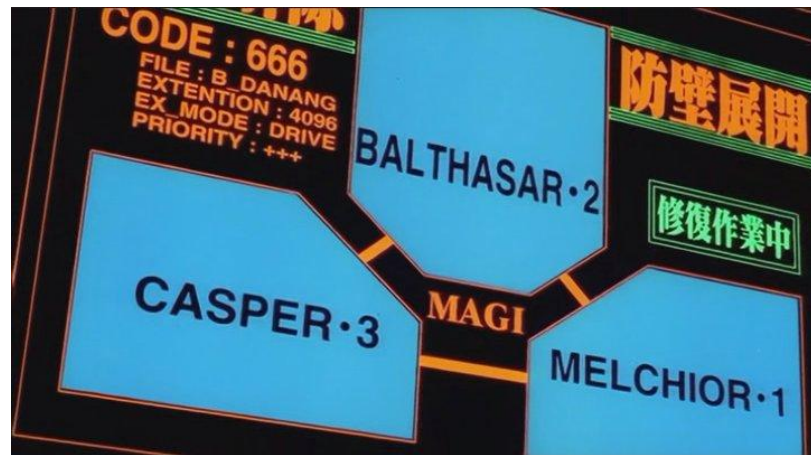 CODE : 666
FILE : B_DANANG
EXTENTION : 4096
EX_MODE : DRIVE
PRIORITY : +++
防壁展開
BALTHASAR・2
修復作業中
CASPER・3
MAGI
MELCHIOR・1